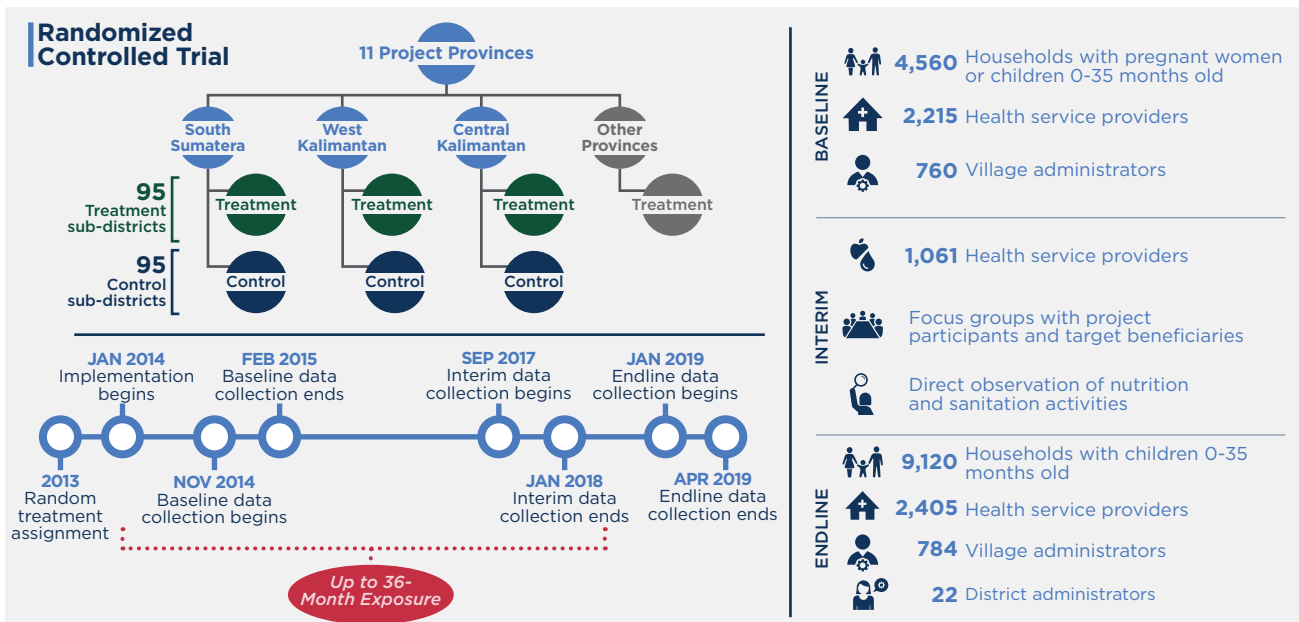 Randomized
Controlled Trial
11 Project Provinces
South
Sumatera
West
Kalimantan
Central
Kalimantan
Other
Provinces
95
Treatment
sub-districts
Treatment
Treatment
Treatment
Treatment
95
Control
sub-districts
Control
Control
Control
JAN 2014
Implementation
begins
FEB 2015
Baseline data
collection ends
SEP 2017
Interim data
collection begins
JAN 2019
Endline data
collection begins
2013
Random
treatment
assignment
NOV 2014
Baseline data
collection begins
JAN 2018
Interim data
collection ends
APR 2019
Endline data
collection ends
Up to 36-
Month Exposure
BASELINE
4,560 Households with pregnant women
or children 0-35 months old
2,215 Health service providers
760 Village administrators
INTERIM
1,061 Health service providers
Focus groups with project
participants and target beneficiaries
Direct observation of nutrition
and sanitation activities
ENDLINE
9,120 Households with children 0-35
months old
2,405 Health service providers
784 Village administrators
22 District administrators